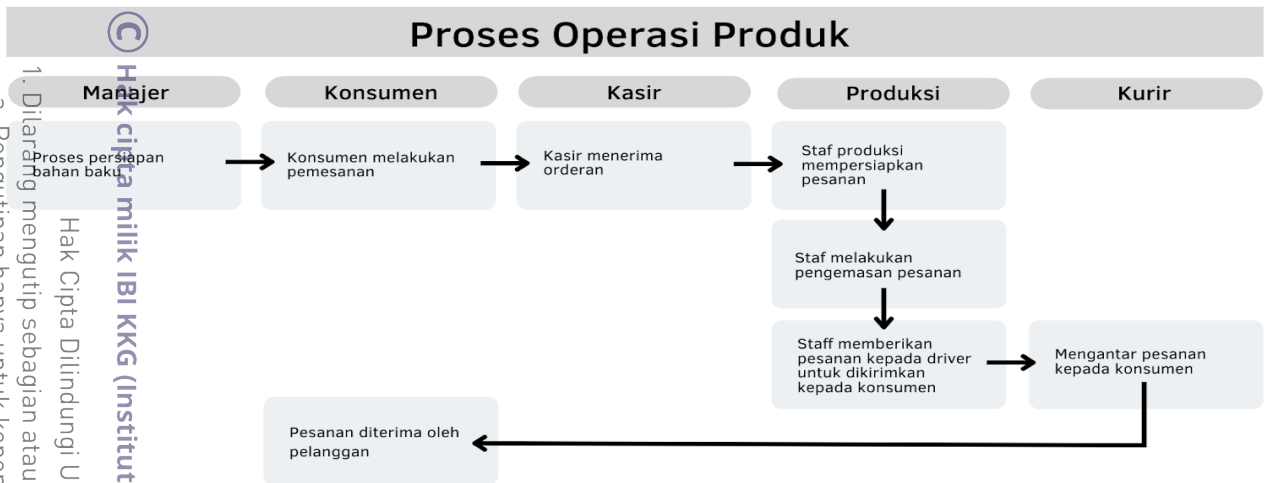 Proses Operasi Produk
Manajer
Konsumen
Kasir
Produksi
Kurir
Proses persiapan
bahan baku
Konsumen melakukan
pemesanan
Kasir menerima
orderan
Staf produksi
mempersiapkan
pesanan
Staf melakukan
pengemasan pesanan
Staff memberikan
pesanan kepada driver
untuk dikirimkan
kepada konsumen
Mengantar pesanan
kepada konsumen
Pesanan diterima oleh
pelanggan
© Hak cipta milik IBI KKG (Institut
Hak Cipta Dilindungi U
1. Dilarang mengutip sebagian atau